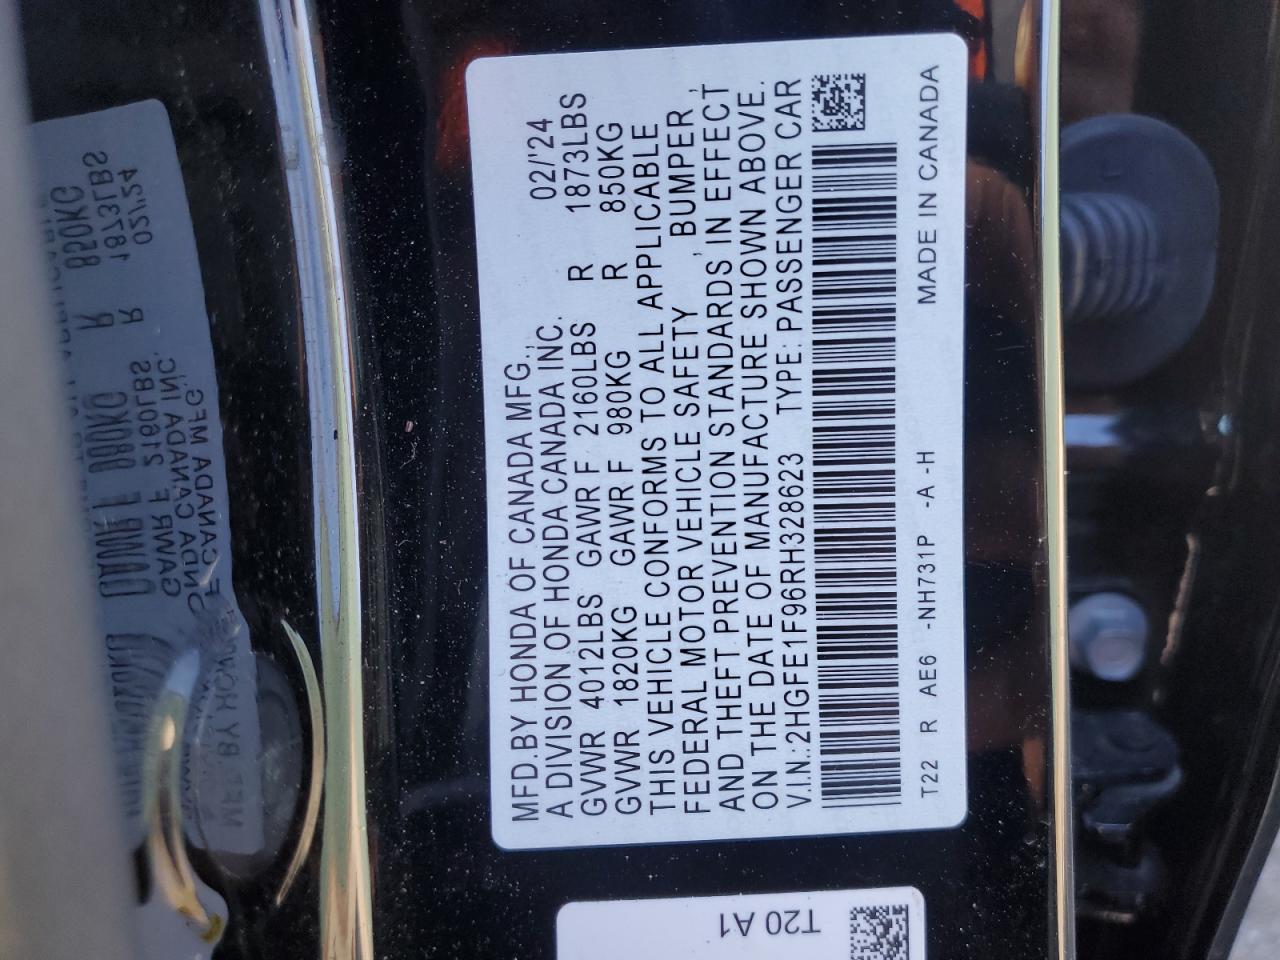 MFD.BY HONDA OF CANADA MFG.,
A DIVISION OF HONDA CANADA INC. 02/'24
GVWR 4012LBS GAWR F 2160LBS R 1873LBS
GVWR 1820KG GAWR F 980KG R 850KG
THIS VEHICLE CONFORMS TO ALL APPLICABLE
FEDERAL MOTOR VEHICLE SAFETY , BUMPER ,
AND THEFT PREVENTION STANDARDS IN EFFECT
ON THE DATE OF MANUFACTURE SHOWN ABOVE.
V.I.N.:2HGFE1F96RH328623 TYPE: PASSENGER CAR
T22 R AE6 -NH731P -A -H MADE IN CANADA
T20 A1